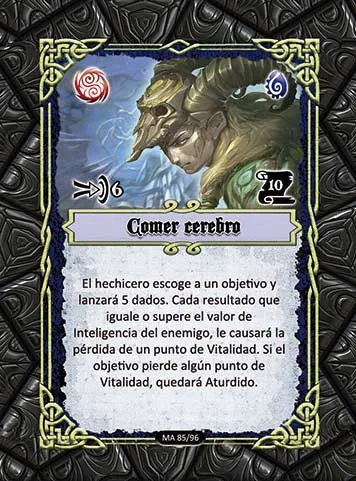 6
10
Comer cerebro
El hechicero escoge a un objetivo y
lanzará 5 dados. Cada resultado que
iguale o supere el valor de
Inteligencia del enemigo, le causará la
pérdida de un punto de Vitalidad. Si el
objetivo pierde algún punto de
Vitalidad, quedará Aturdido.
MA 85/96